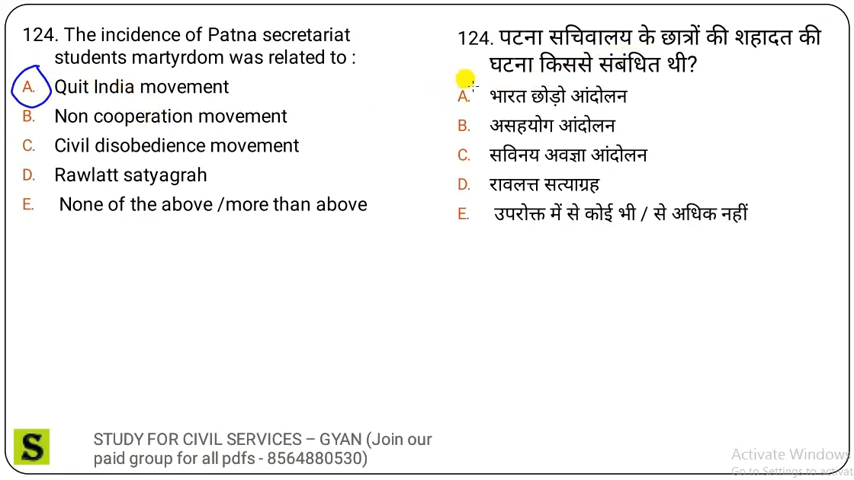 124. The incidence of Patna secretariat
students martyrdom was related to :
A. Quit India movement
B. Non cooperation movement
C. Civil disobedience movement
D. Rawlatt satyagrah
E. None of the above /more than above
124. पटना सचिवालय के छात्रों की शहादत की
घटना किससे संबंधित थी?
A. भारत छोड़ो आंदोलन
B. असहयोग आंदोलन
C. सविनय अवज्ञा आंदोलन
D. रावलत्त सत्याग्रह
E. उपरोक्त में से कोई भी / से अधिक नहीं
S
STUDY FOR CIVIL SERVICES – GYAN (Join our
paid group for all pdfs - 8564880530)
Activate Windows
Go to Settings to activat